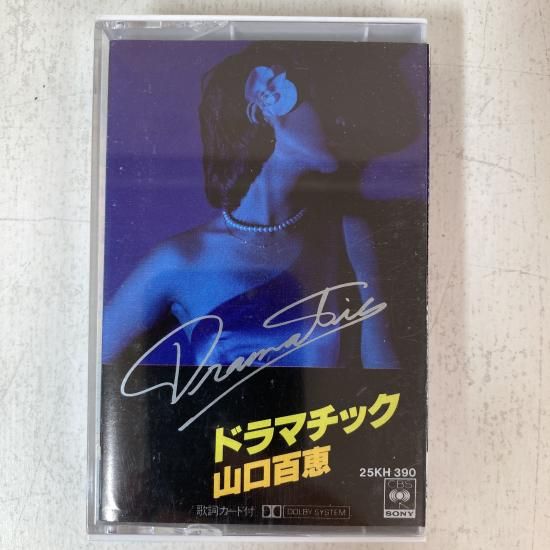 Dramatic
ドラマチック
山口百恵
25KH 390
CBS
SONY
歌詞カード付 DOLBY SYSTEM